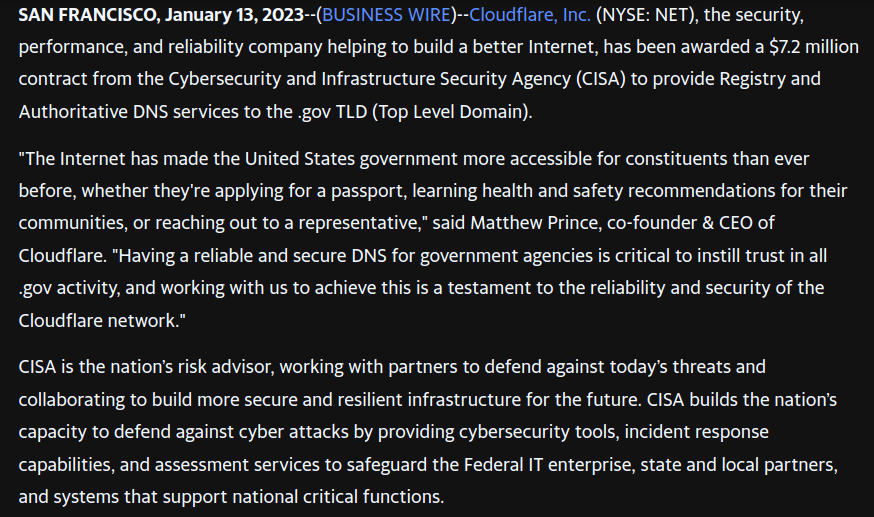 SAN FRANCISCO, January 13, 2023--(BUSINESS WIRE)--Cloudflare, Inc. (NYSE: NET), the security,
performance, and reliability company helping to build a better Internet, has been awarded a $7.2 million
contract from the Cybersecurity and Infrastructure Security Agency (CISA) to provide Registry and
Authoritative DNS services to the .gov TLD (Top Level Domain).
"The Internet has made the United States government more accessible for constituents than ever
before, whether they're applying for a passport, learning health and safety recommendations for their
communities, or reaching out to a representative," said Matthew Prince, co-founder & CEO of
Cloudflare. "Having a reliable and secure DNS for government agencies is critical to instill trust in all
.gov activity, and working with us to achieve this is a testament to the reliability and security of the
Cloudflare network."
CISA is the nation’s risk advisor, working with partners to defend against today’s threats and
collaborating to build more secure and resilient infrastructure for the future. CISA builds the nation’s
capacity to defend against cyber attacks by providing cybersecurity tools, incident response
capabilities, and assessment services to safeguard the Federal IT enterprise, state and local partners,
and systems that support national critical functions.